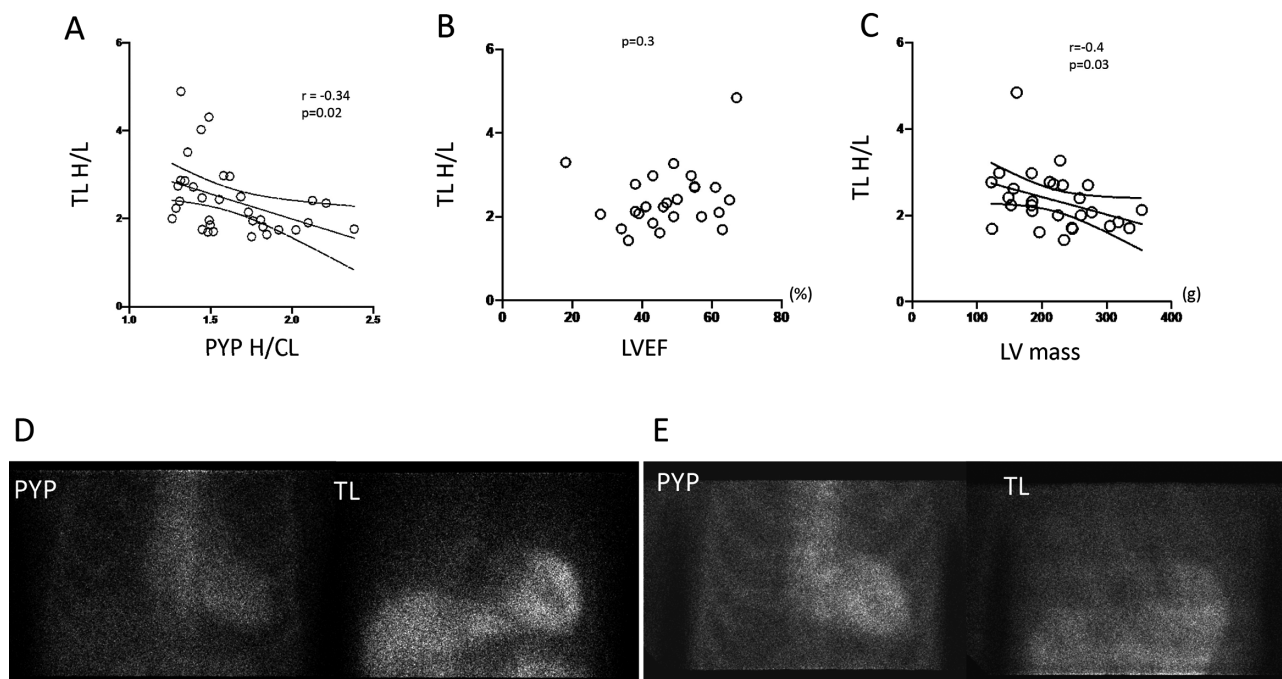 A
B
C
r = -0.34
p=0.02
p=0.3
r=-0.4
p=0.03
TL H/L
6
4
2
0
1.0
1.5
2.0
2.5
PYP H/CL
TL H/L
6
4
2
0
0
20
40
60
80
(%)
LVEF
TL H/L
6
4
2
0
0
100
200
300
400
(g)
LV mass
D
E
PYP
TL
PYP
TL